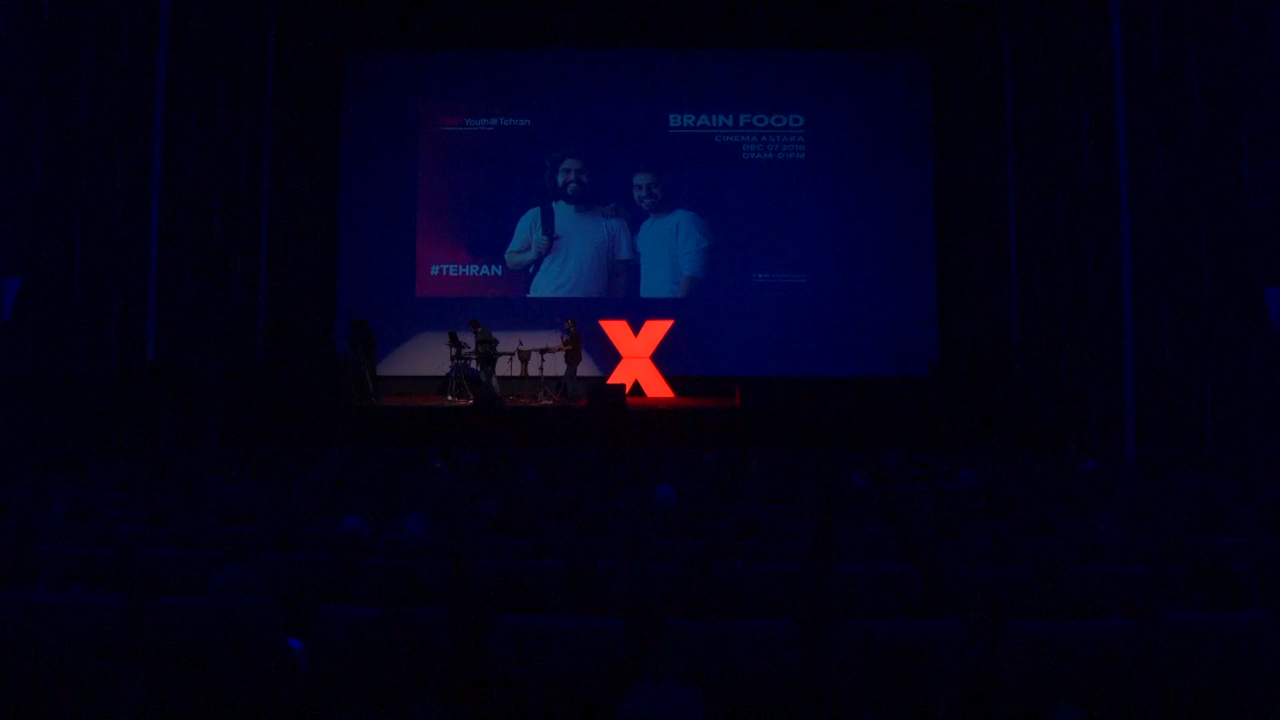 Youth@Tehran
BRAIN FOOD
CINEMA ASTARA
DEC 07 2018
09AM-01PM
#TEHRAN
X